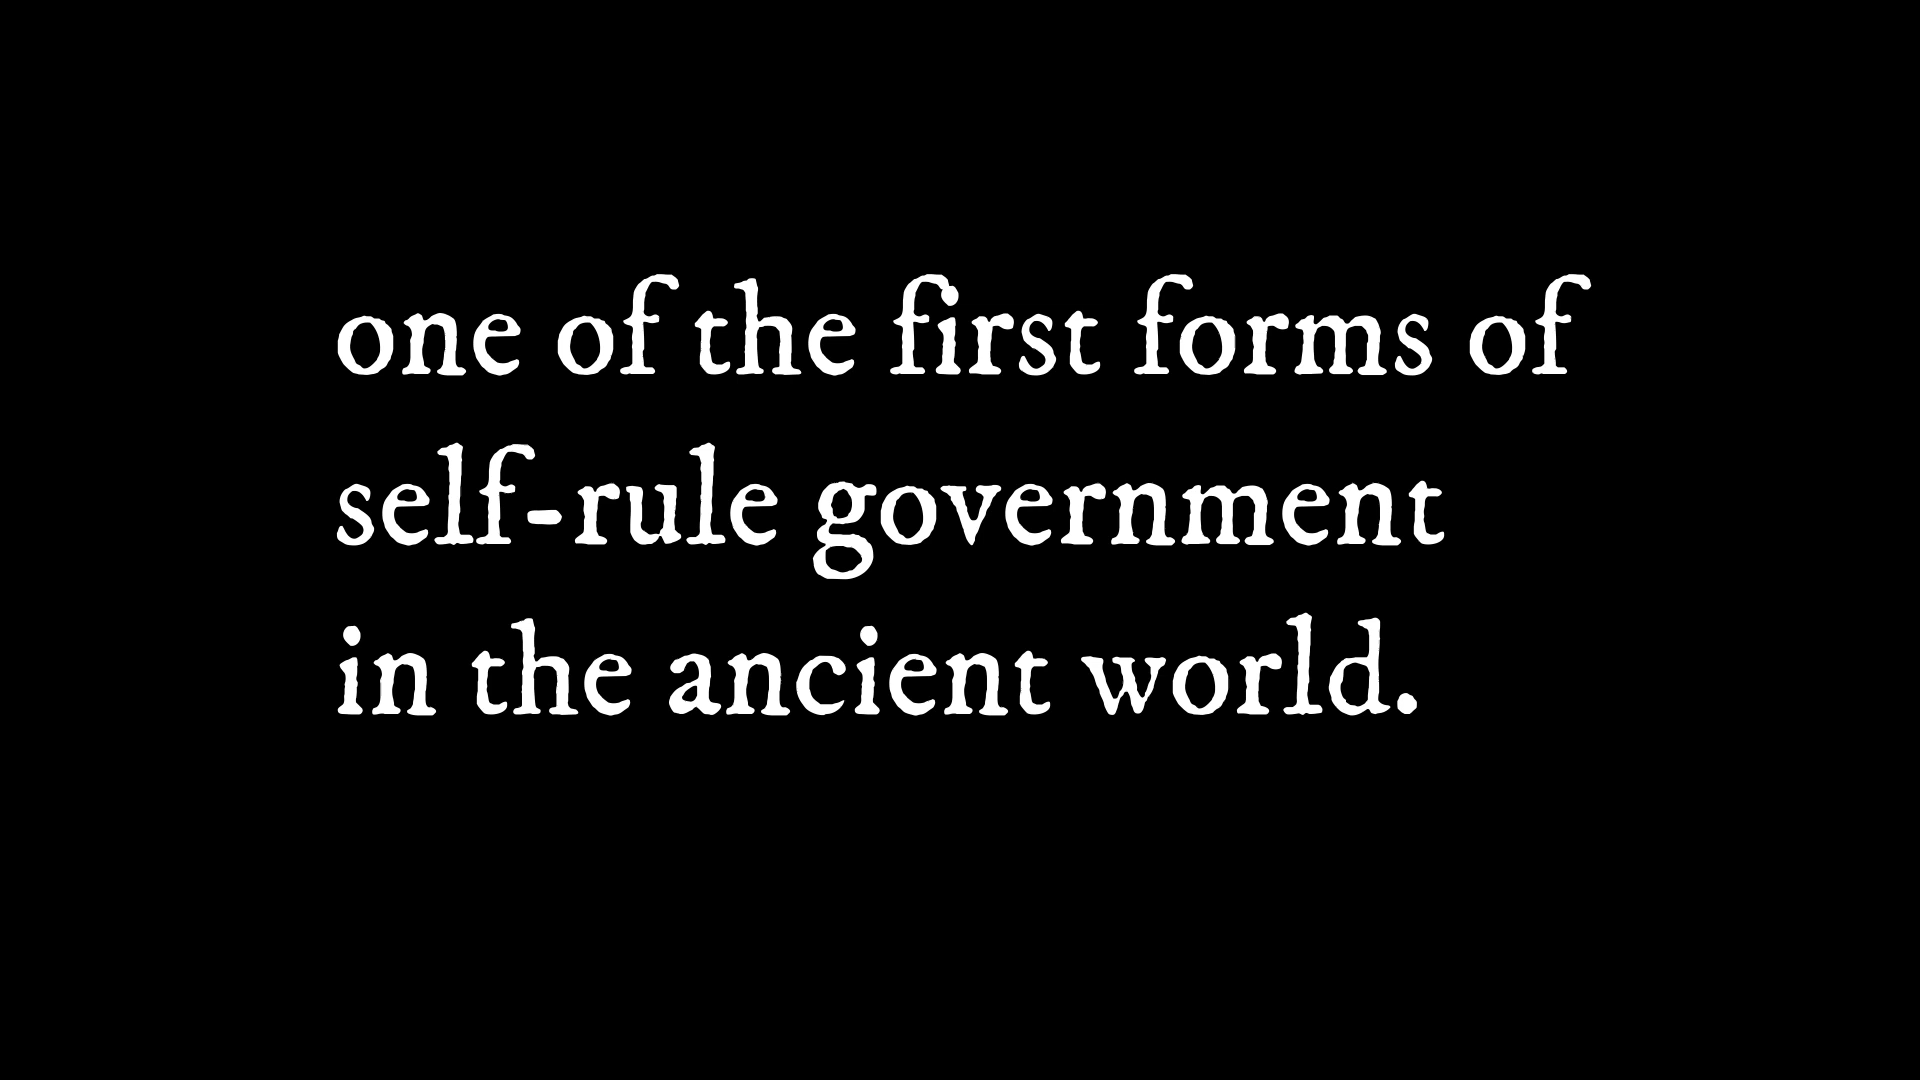 one of the first forms of
self-rule government
in the ancient world.